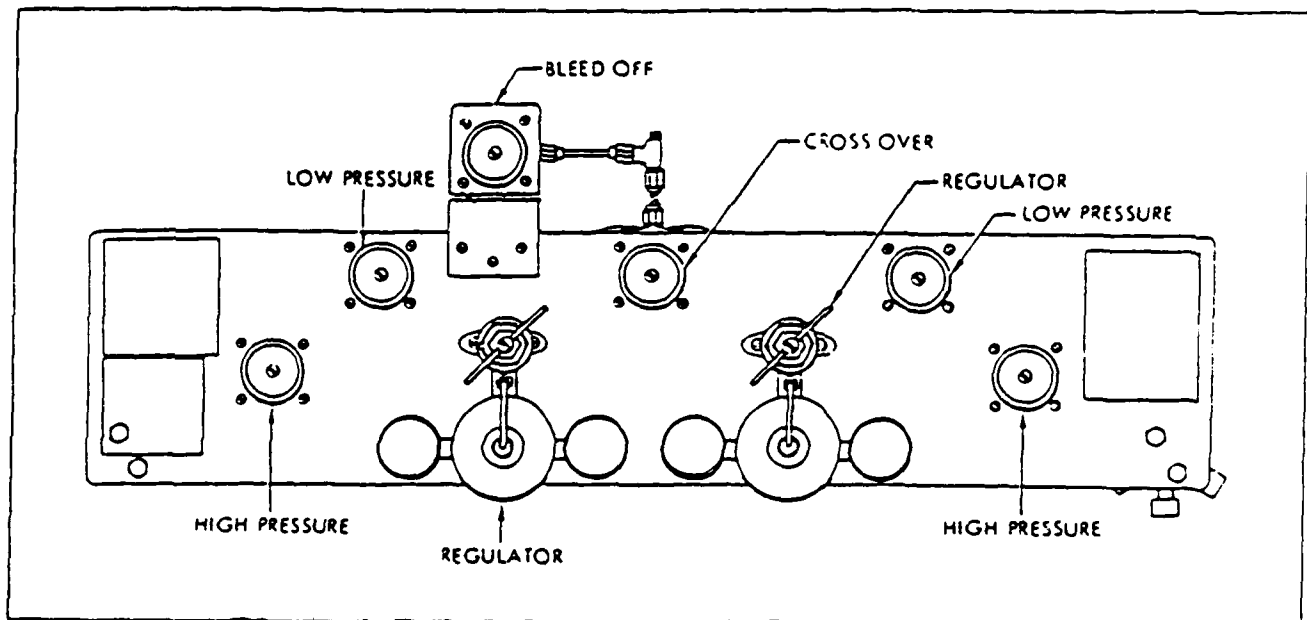 BLEED OFF
CROSS OVER
LOW PRESSURE
REGULATOR
LOW PRESSURE
HIGH PRESSURE
REGULATOR
HIGH PRESSURE